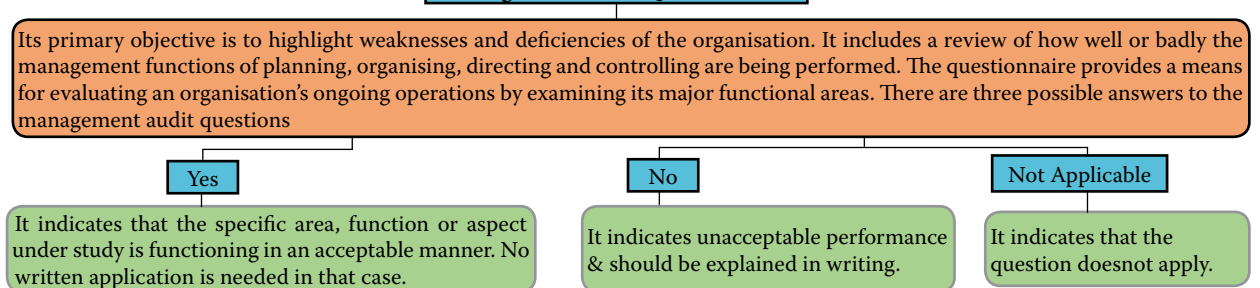 Its primary objective is to highlight weaknesses and deficiencies of the organisation. It includes a review of how well or badly the
management functions of planning, organising, directing and controlling are being performed. The questionnaire provides a means
for evaluating an organisation's ongoing operations by examining its major functional areas. There are three possible answers to the
management audit questions
Yes
No
Not Applicable
It indicates that the specific area, function or aspect
under study is functioning in an acceptable manner. No
written application is needed in that case.
It indicates unacceptable performance
& should be explained in writing.
It indicates that the
question doesnot apply.